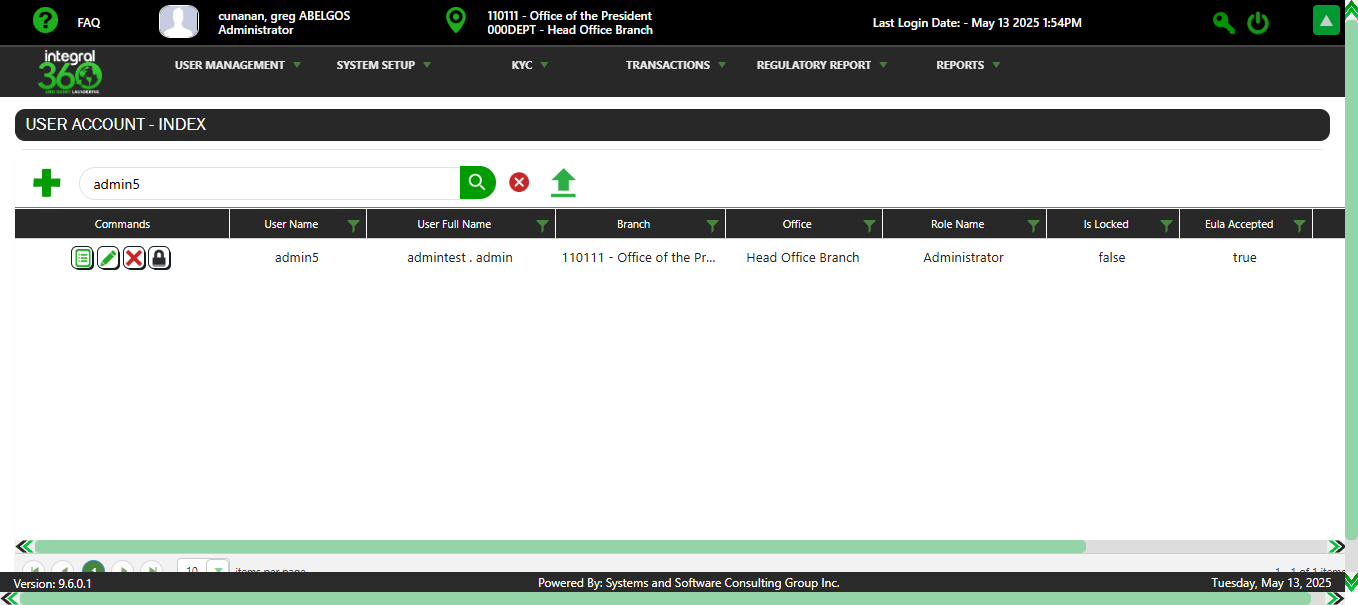 FAQ
cunanan, greg ABELGOS
Administrator
110111 - Office of the President
000DEPT - Head Office Branch
Last Login Date: - May 13 2025 1:54PM
integral
360
USER MANAGEMENT
SYSTEM SETUP
KYC
TRANSACTIONS
REGULATORY REPORT
REPORTS
USER ACCOUNT - INDEX
admin5
Commands User Name User Full Name Branch Office Role Name Is Locked Eula Accepted
admin5 admintest . admin 110111 - Office of the Pr... Head Office Branch Administrator false true
1 10 items per page 1 - 1 of 1 items
Version: 9.6.0.1 Powered By: Systems and Software Consulting Group Inc. Tuesday, May 13, 2025